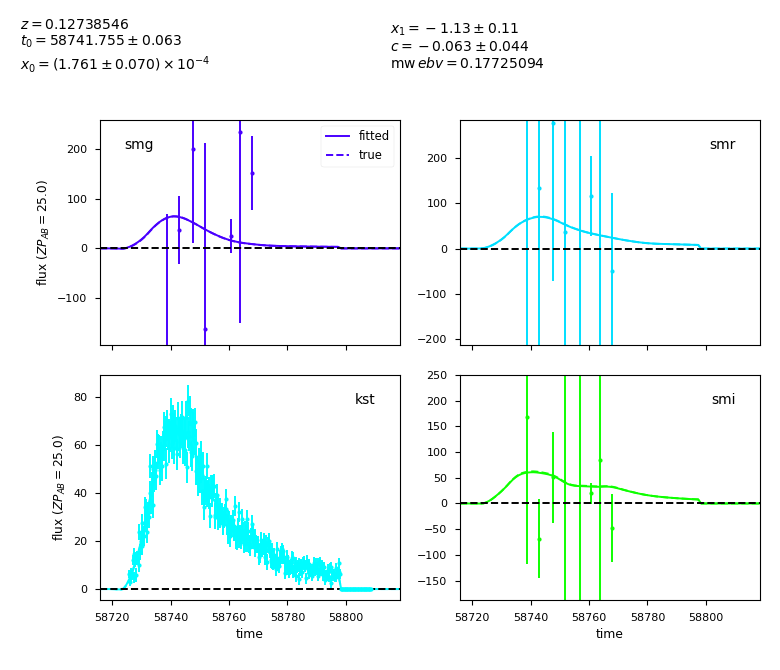 z = 0.12738546
t₀ = 58741.755 ± 0.063
x₀ = (1.761 ± 0.070) × 10⁻⁴
x₁ = −1.13 ± 0.11
c = −0.063 ± 0.044
mwebv = 0.17725094
smg
fitted
true
200
100
0
−100
flux (ZP_AB = 25.0)
smr
200
100
0
−100
−200
kst
80
60
40
20
0
flux (ZP_AB = 25.0)
58720 58740 58760 58780 58800
time
smi
250
200
150
100
50
0
−50
−100
−150
58720 58740 58760 58780 58800
time